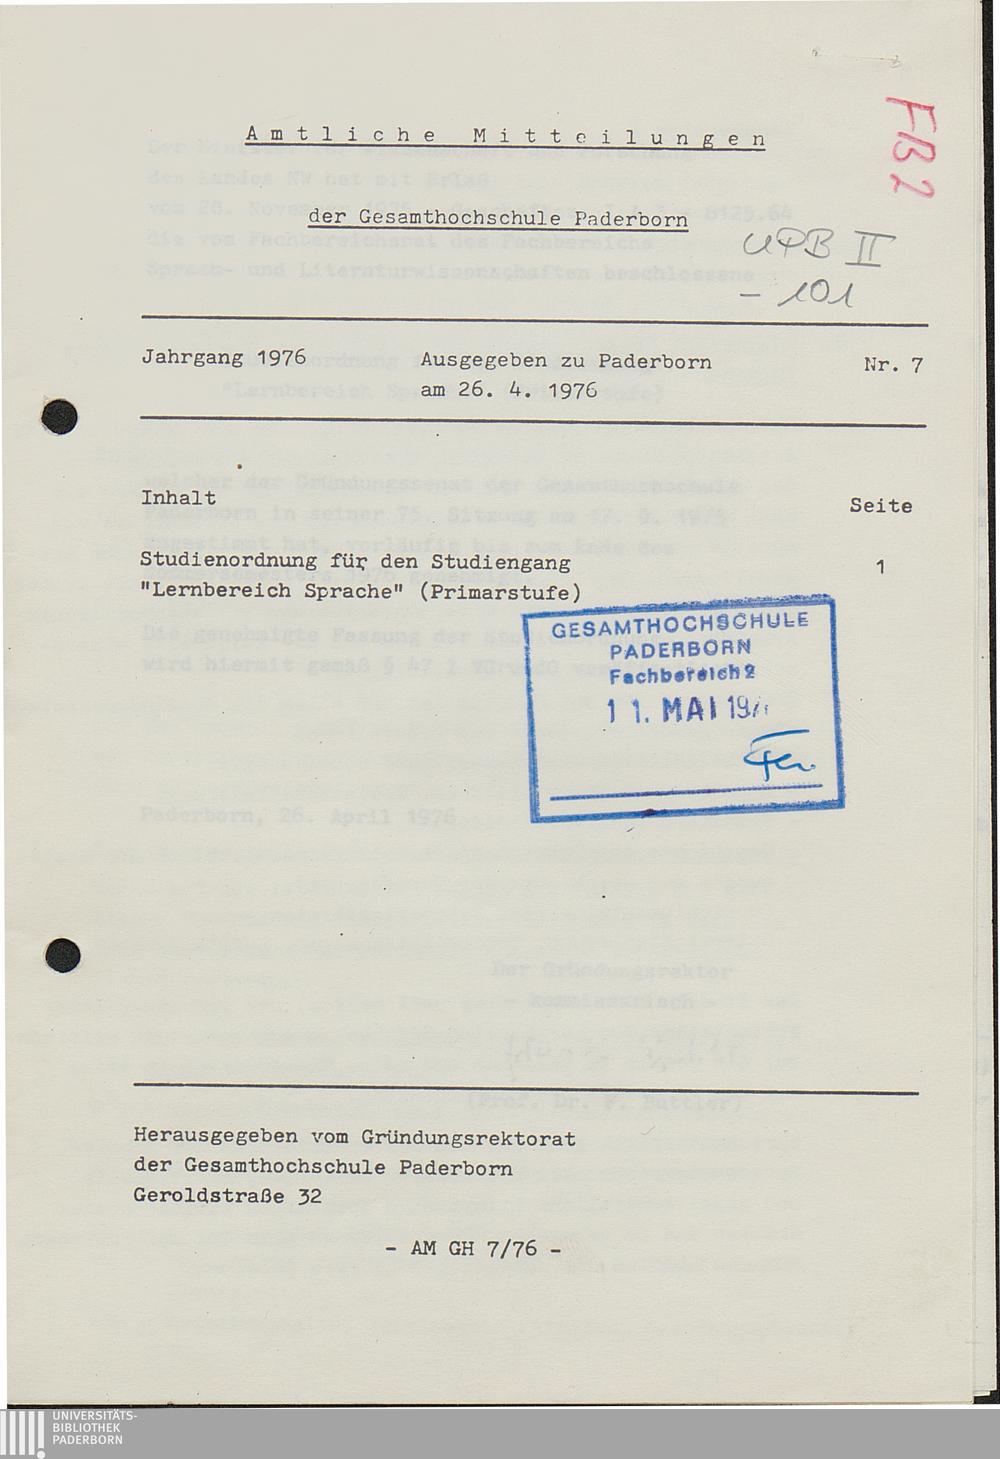 FB2
Amtliche Mitteilungen
der Gesamthochschule Paderborn
UPB II
- 101
Jahrgang 1976 Ausgegeben zu Paderborn Nr. 7
am 26. 4. 1976
Inhalt Seite
Studienordnung für den Studiengang 1
"Lernbereich Sprache" (Primarstufe)
GESAMTHOCHSCHULE
PADERBORN
Fachbereich 2
11. MAI
Herausgegeben vom Gründungsrektorat
der Gesamthochschule Paderborn
Geroldstraße 32
- AM GH 7/76 -
UNIVERSITÄTS-
BIBLIOTHEK
PADERBORN